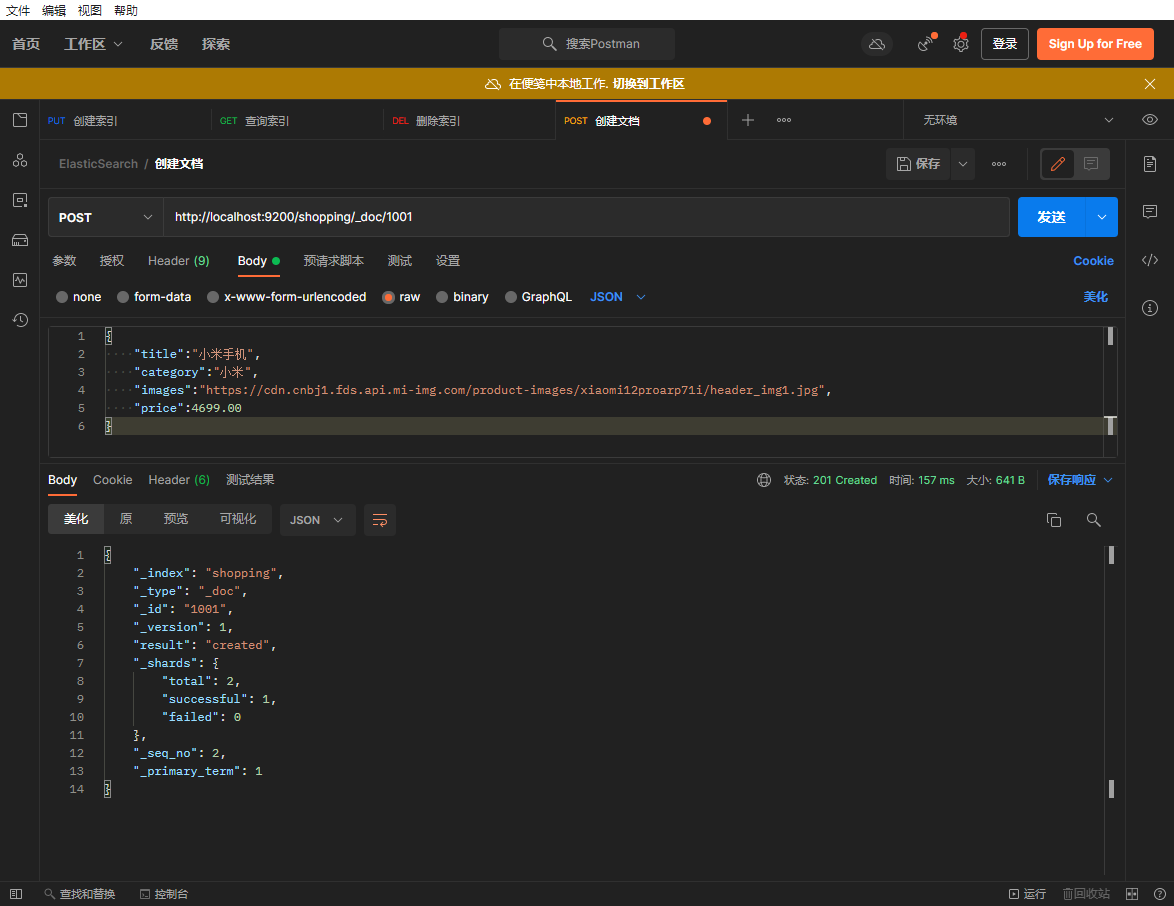 文件 编辑 视图 帮助
首页 工作区 反馈 探索 搜索Postman 登录 Sign Up for Free
在便笺中本地工作. 切换到工作区
PUT 创建索引 GET 查询索引 DEL 删除索引 POST 创建文档 无环境
ElasticSearch / 创建文档 保存
POST http://localhost:9200/shopping/_doc/1001 发送
参数 授权 Header (9) Body 预请求脚本 测试 设置 Cookie
none form-data x-www-form-urlencoded raw binary GraphQL JSON 美化
1 {
2 ····"title":"小米手机",
3 ····"category":"小米",
4 ····"images":"https://cdn.cnbj1.fds.api.mi-img.com/product-images/xiaomi12proarp71i/header_img1.jpg",
5 ····"price":4699.00
6 }
Body Cookie Header (6) 测试结果 状态: 201 Created 时间: 157 ms 大小: 641 B 保存响应
美化 原 预览 可视化 JSON
1 {
2 "_index": "shopping",
3 "_type": "_doc",
4 "_id": "1001",
5 "_version": 1,
6 "result": "created",
7 "_shards": {
8 "total": 2,
9 "successful": 1,
10 "failed": 0
11 },
12 "_seq_no": 2,
13 "_primary_term": 1
14 }
查找和替换 控制台 运行 回收站